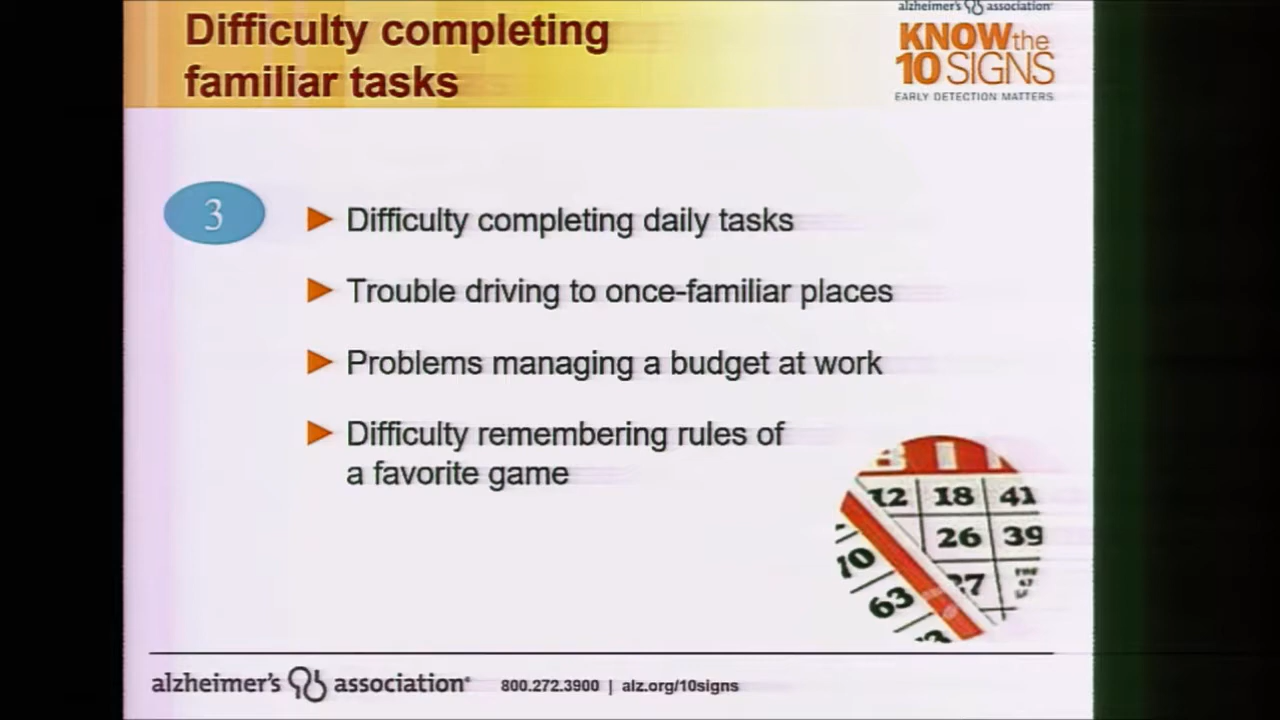 Difficulty completing
familiar tasks
alzheimer's association®
KNOW the
10 SIGNS
EARLY DETECTION MATTERS
3
Difficulty completing daily tasks
Trouble driving to once-familiar places
Problems managing a budget at work
Difficulty remembering rules of
a favorite game
B I N
12 18 41
26 39
27
70
63
alzheimer's association®
800.272.3900 | alz.org/10signs